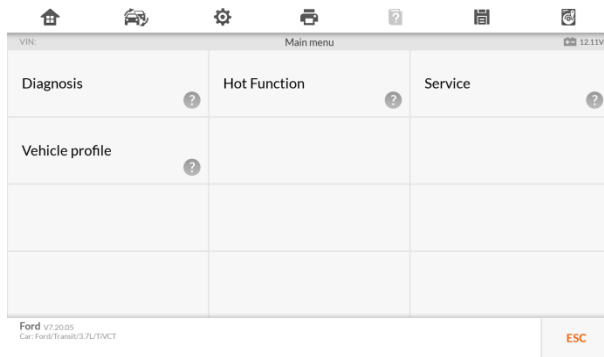 VIN: Main menu 12.11V
Diagnosis Hot Function Service
Vehicle profile
Ford V7.20.05
Car: Ford/Transit/3.7L/TiVCT
ESC